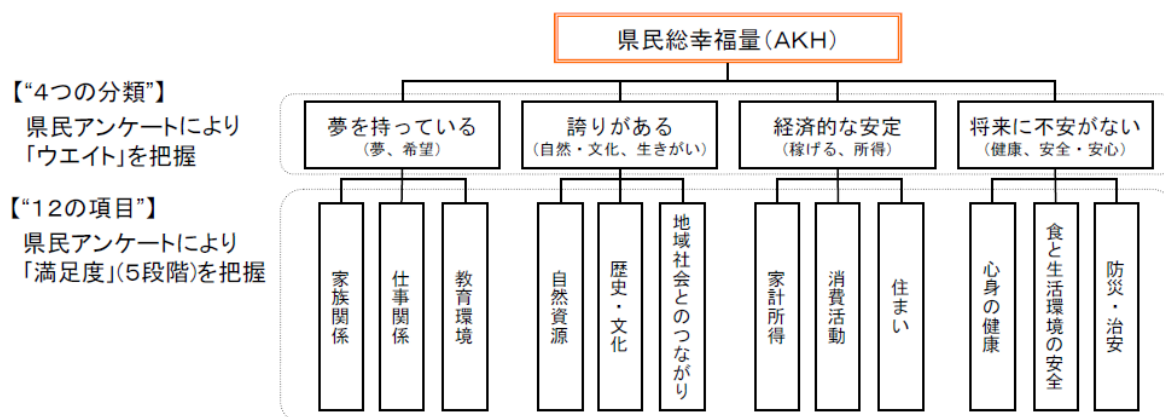 県民総幸福量(AKH)
【“4つの分類”】
県民アンケートにより
「ウエイト」を把握
夢を持っている
(夢、希望)
誇りがある
(自然・文化、生きがい)
経済的な安定
(稼げる、所得)
将来に不安がない
(健康、安全・安心)
【“12の項目”】
県民アンケートにより
「満足度」(5段階)を把握
家族関係
仕事関係
教育環境
自然資源
歴史・文化
地域社会とのつながり
家計所得
消費活動
住まい
心身の健康
食と生活環境の安全
防災・治安